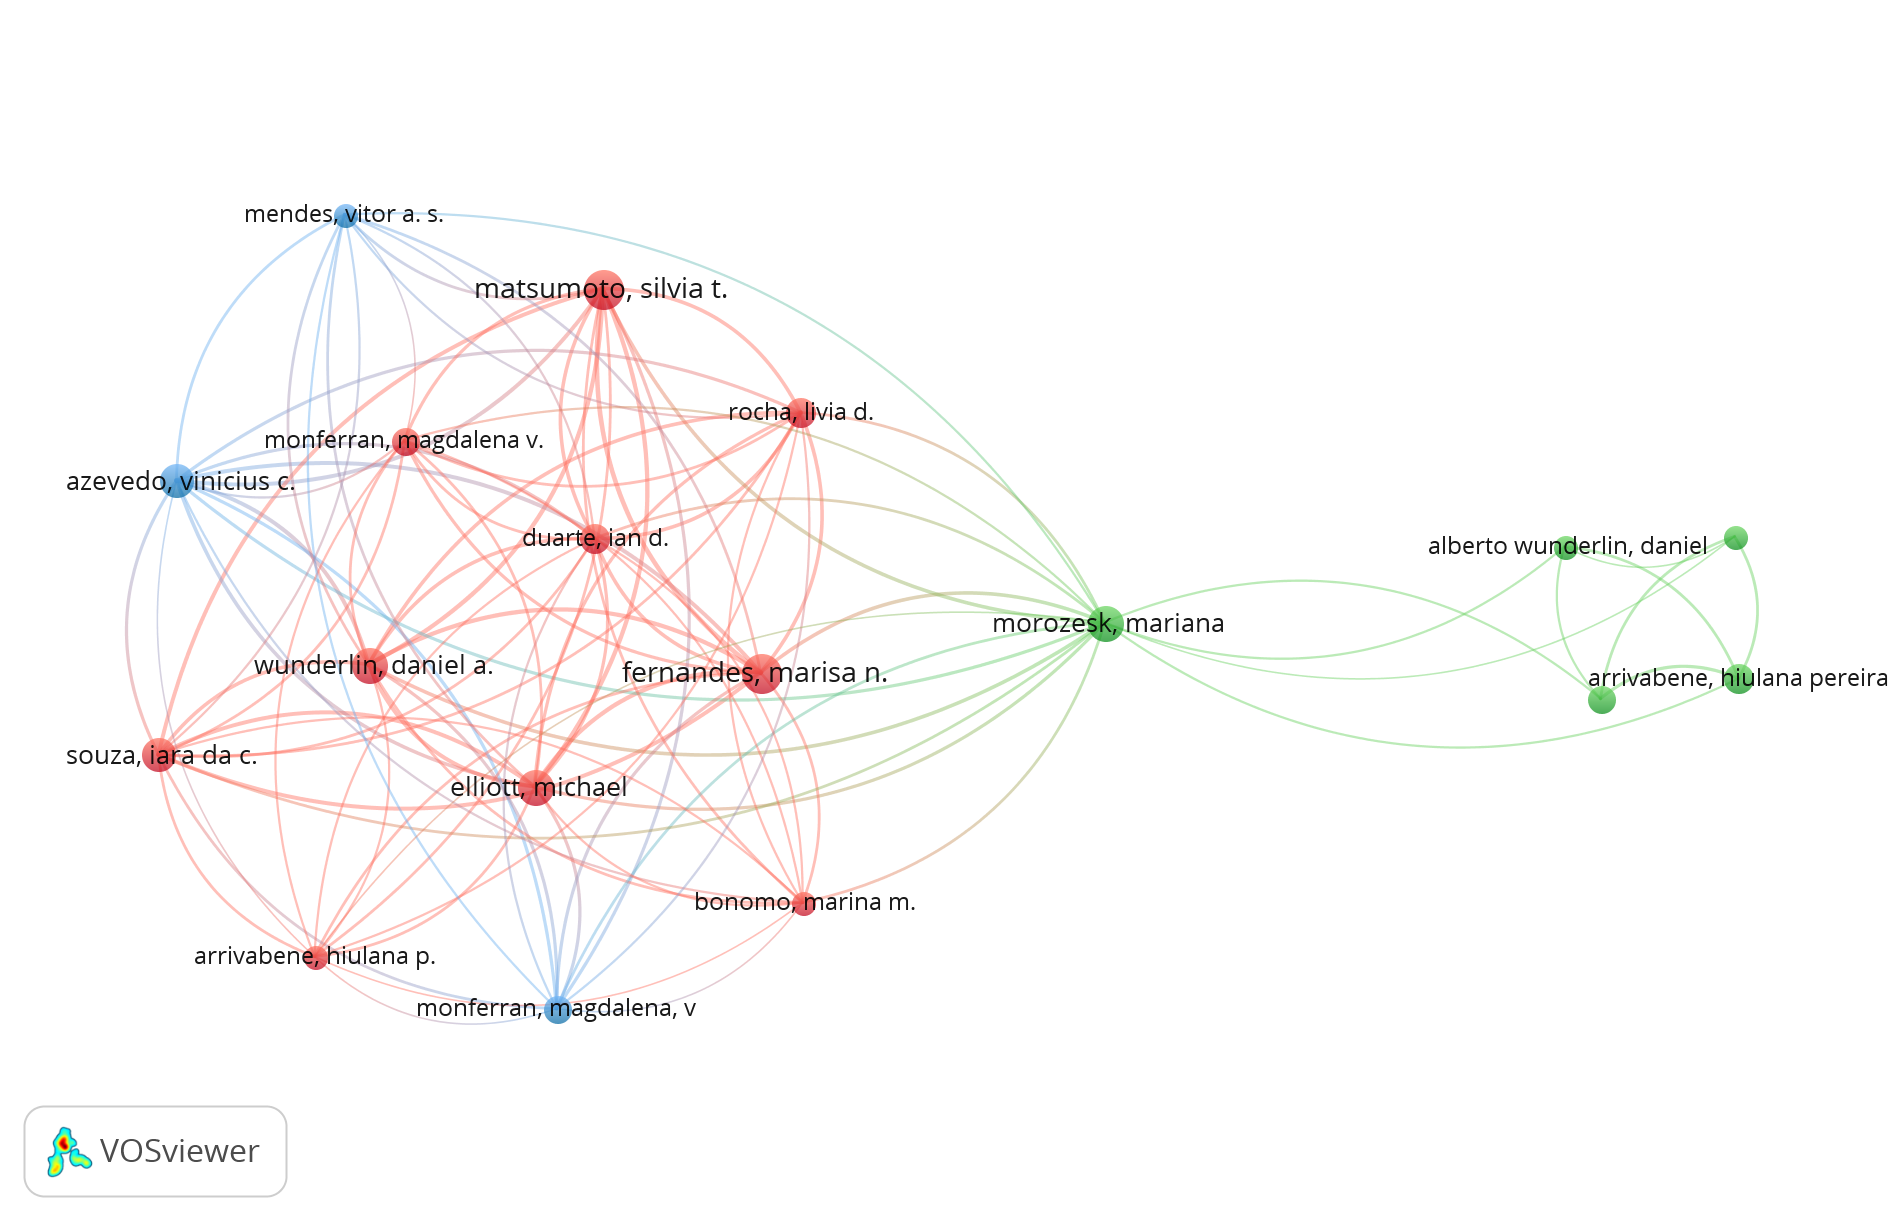 mendes, vitor a. s.
matsumoto, silvia t.
rocha, livia d.
monferran, magdalena v.
azevedo, vinicius c.
duarte, ian d.
alberto wunderlin, daniel
morozesk, mariana
wunderlin, daniel a.
fernandes, marisa n.
arrivabene, hiulana pereira
souza, iara da c.
elliott, michael
bonomo, marina m.
arrivabene, hiulana p.
monferran, magdalena, v
VOSviewer